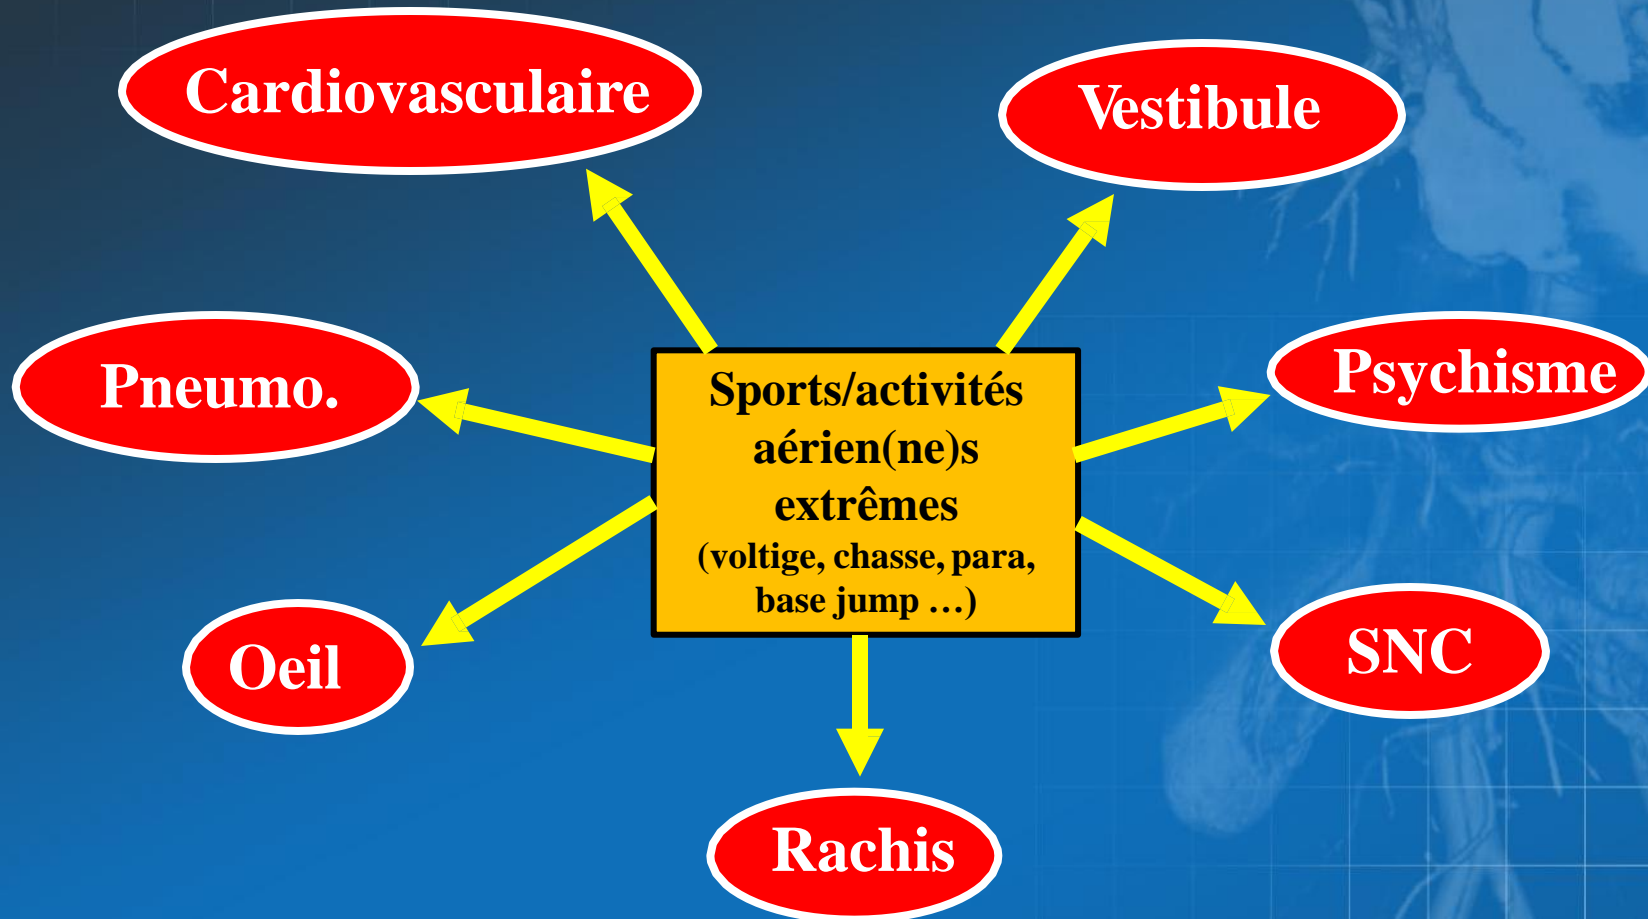 Cardiovasculaire
Vestibule
Pneumo.
Psychisme
Sports/activités
aérien(ne)s
extrêmes
(voltige, chasse, para,
base jump …)
Oeil
SNC
Rachis